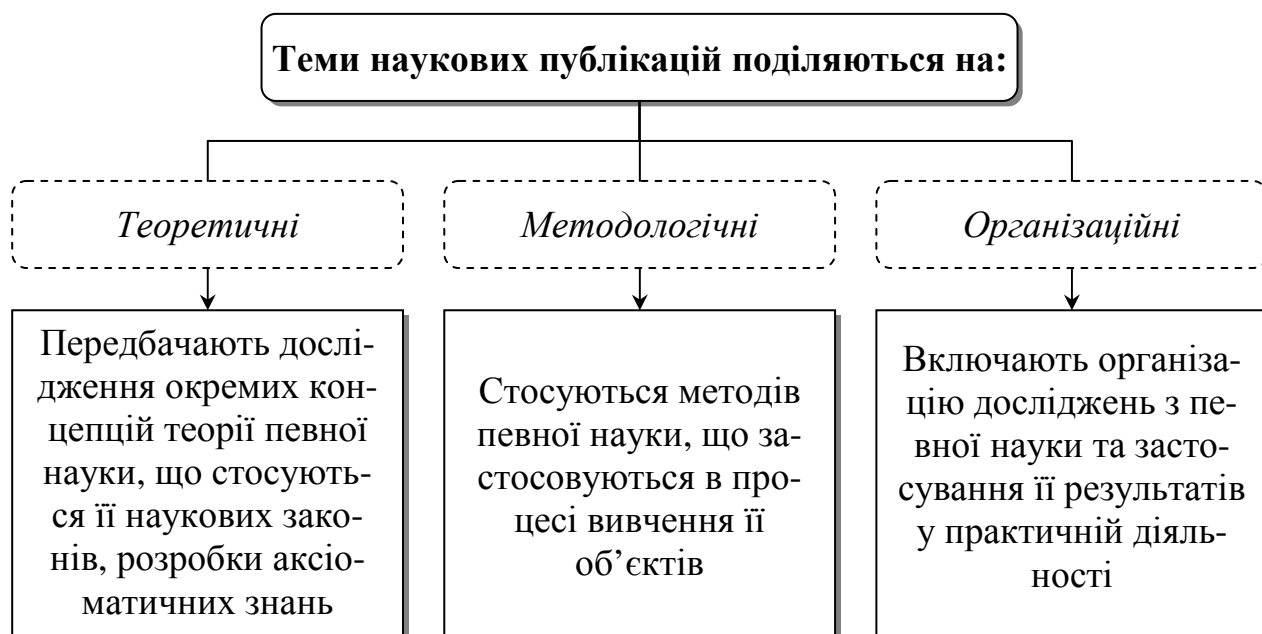 Теми наукових публікацій поділяються на:
Теоретичні
Методологічні
Організаційні
Передбачають дослі-
дження окремих кон-
цепцій теорії певної
науки, що стосують-
ся її наукових зако-
нів, розробки аксіо-
матичних знань
Стосуються методів
певної науки, що за-
стосовуються в про-
цесі вивчення її
об’єктів
Включають організа-
цію досліджень з пе-
вної науки та засто-
сування її результатів
у практичній діяль-
ності